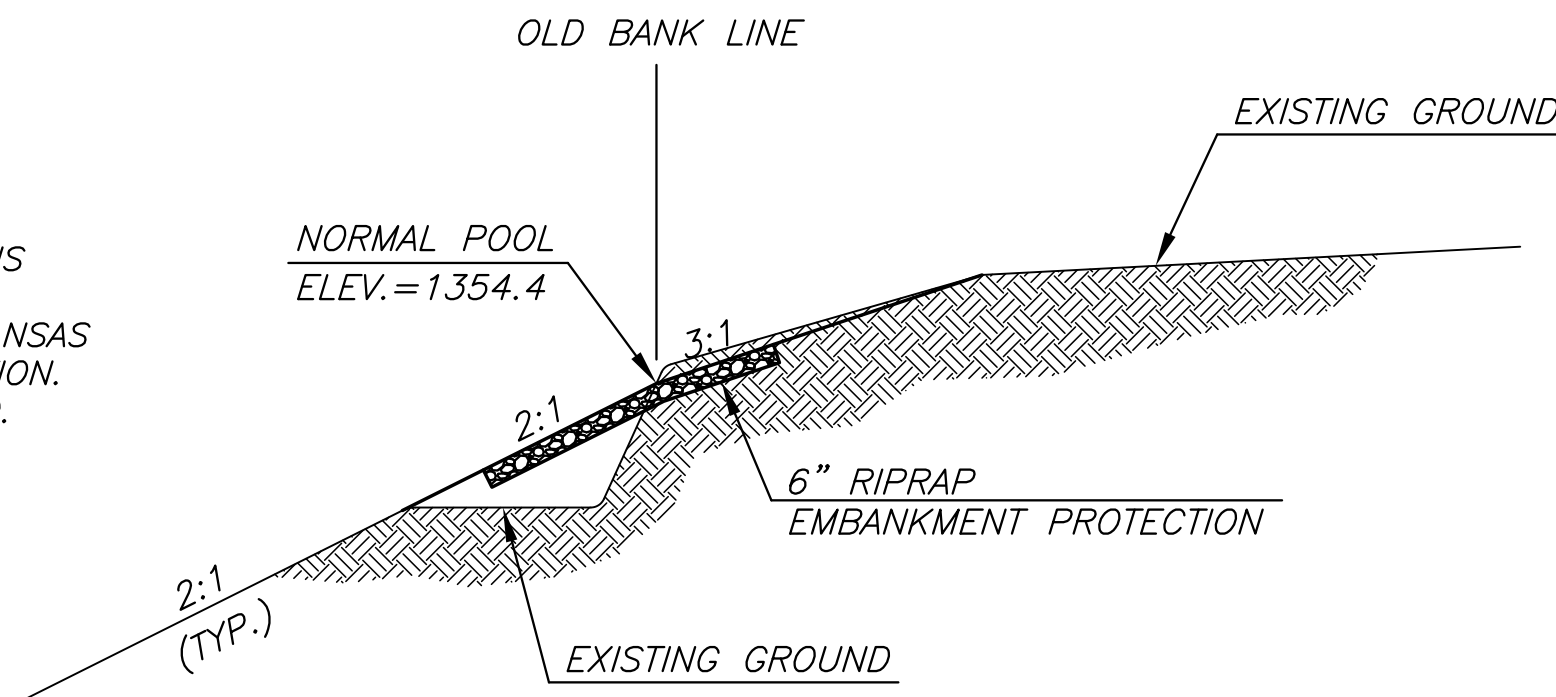 OLD BANK LINE
EXISTING GROUND
NORMAL POOL
ELEV.=1354.4
3:1
2:1
6” RIPRAP
EMBANKMENT PROTECTION
2:1
(TYP.)
EXISTING GROUND